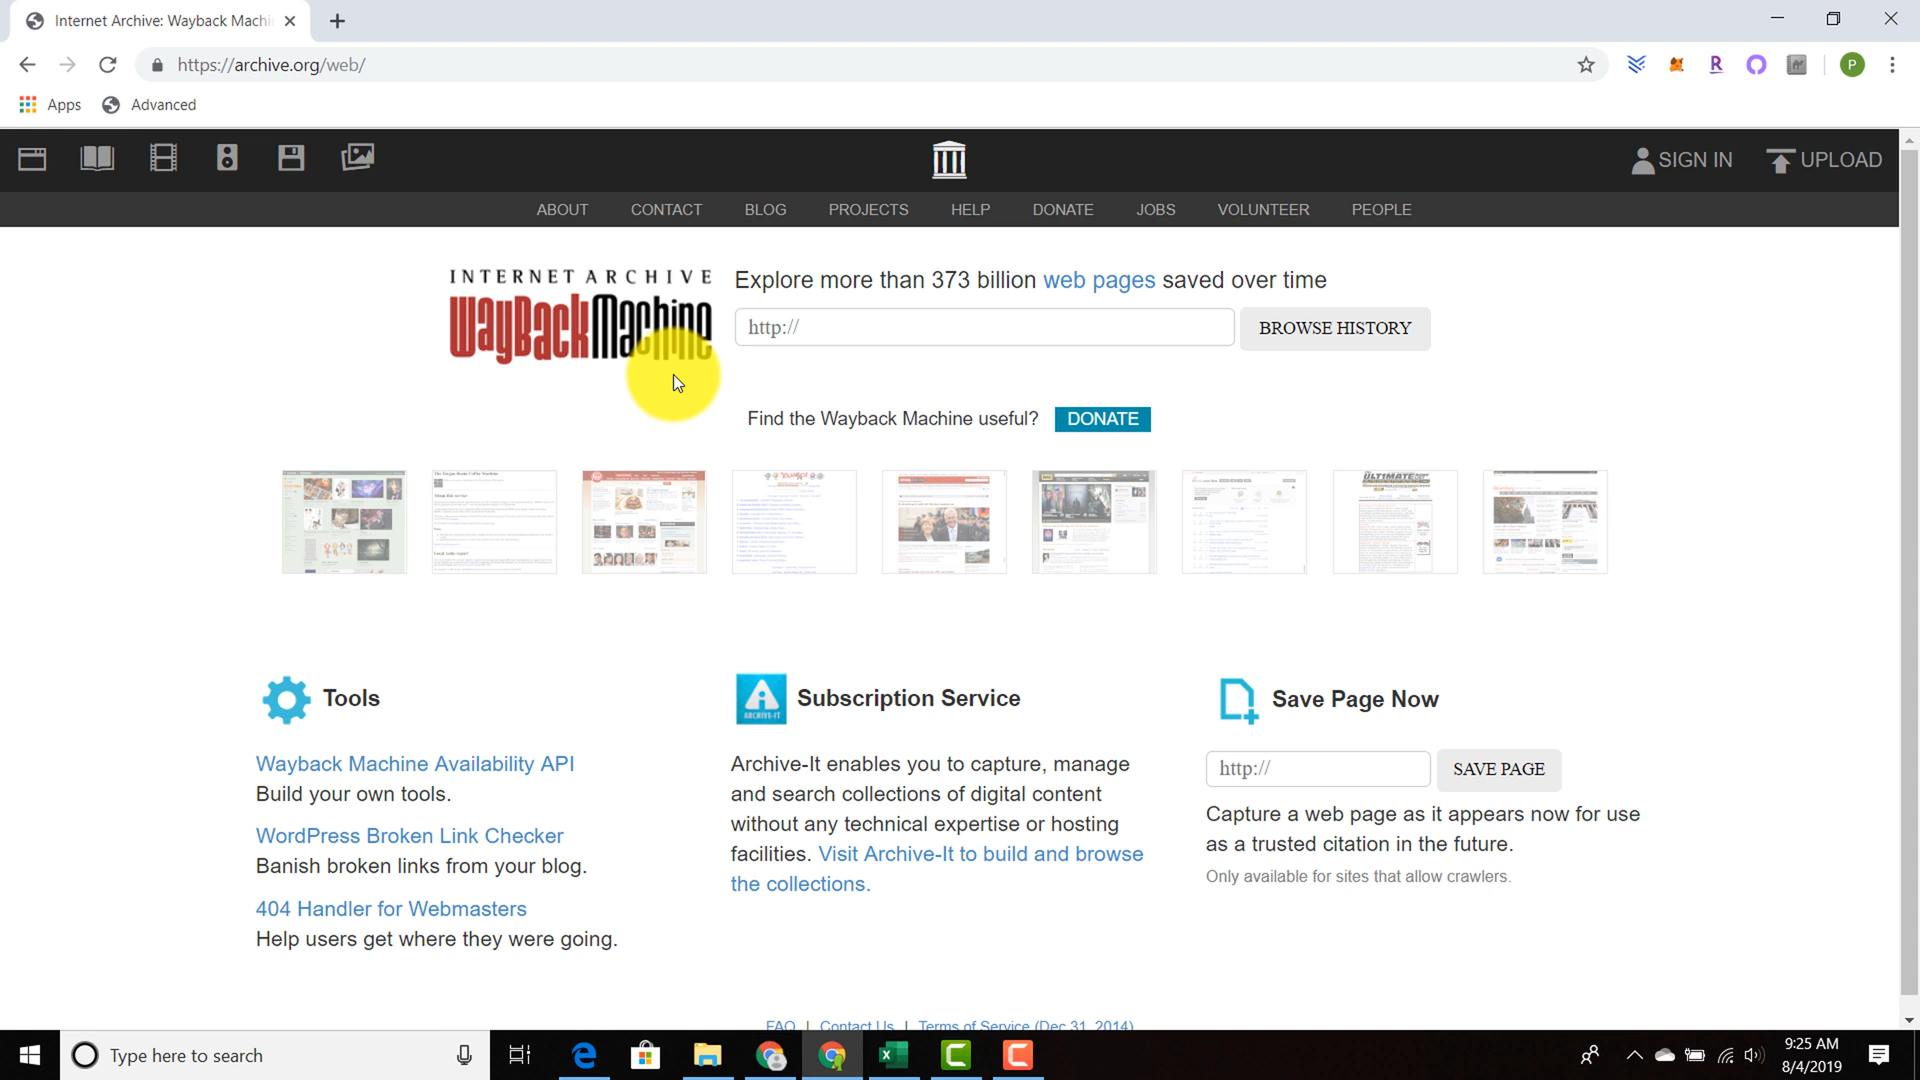 Internet Archive: Wayback Machi
https://archive.org/web/
P
Apps
Advanced
SIGN IN
UPLOAD
ABOUT
CONTACT
BLOG
PROJECTS
HELP
DONATE
JOBS
VOLUNTEER
PEOPLE
INTERNET ARCHIVE
WayBackMachine
Explore more than 373 billion web pages saved over time
http://
BROWSE HISTORY
Find the Wayback Machine useful?
DONATE
Tools
Wayback Machine Availability API
Build your own tools.
WordPress Broken Link Checker
Banish broken links from your blog.
404 Handler for Webmasters
Help users get where they were going.
ARCHIVE-IT
Subscription Service
Archive-It enables you to capture, manage
and search collections of digital content
without any technical expertise or hosting
facilities. Visit Archive-It to build and browse
the collections.
Save Page Now
http://
SAVE PAGE
Capture a web page as it appears now for use
as a trusted citation in the future.
Only available for sites that allow crawlers.
FAQ | Contact Us | Terms of Service (Dec 31, 2014)
Type here to search
9:25 AM
8/4/2019